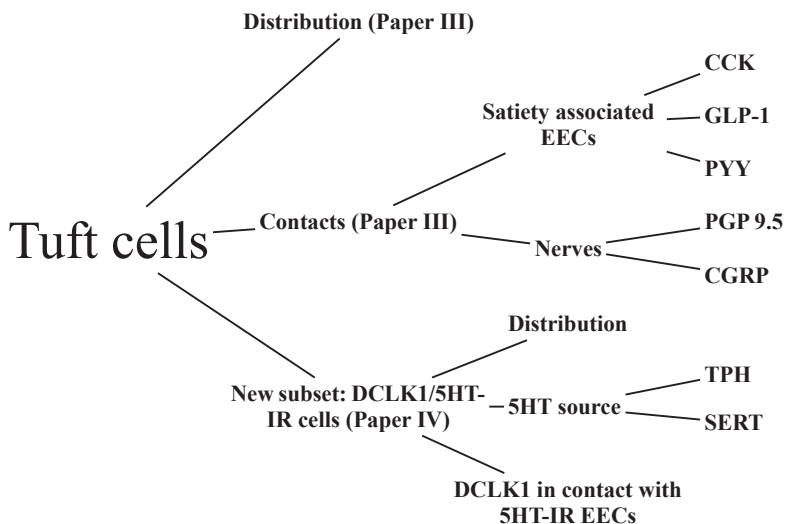 Distribution (Paper III)
CCK
Satiety associated
EECs
GLP-1
PYY
Tuft cells
Contacts (Paper III)
Nerves
PGP 9.5
CGRP
Distribution
New subset: DCLK1/5HT-
IR cells (Paper IV)
5HT source
TPH
SERT
DCLK1 in contact with
5HT-IR EECs